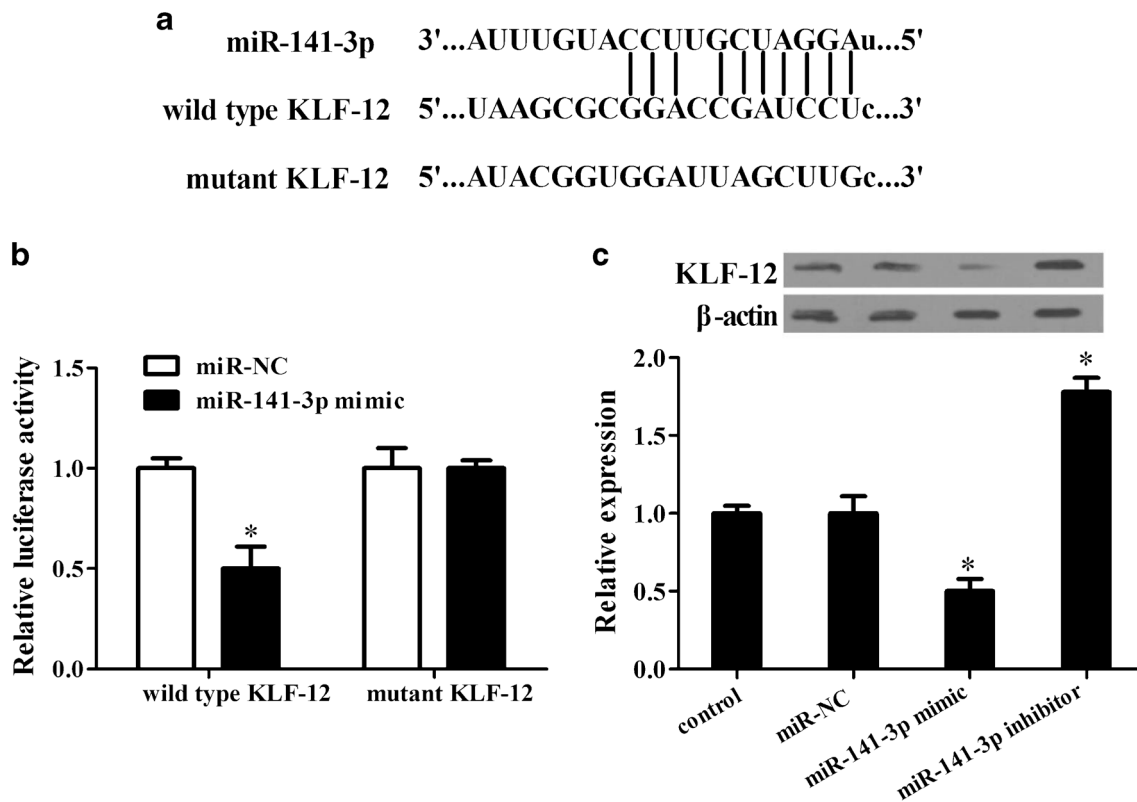 a
miR-141-3p 3'...AUUUGUACCUUGCUAGGAu...5'
wild type KLF-12 5'...UAAGCGCGGACCGAUCCUc...3'
mutant KLF-12 5'...AUACGGUGGAUUAGCUUGc...3'
b
Relative luciferase activity
1.5
1.0
0.5
0.0
miR-NC
miR-141-3p mimic
*
wild type KLF-12
mutant KLF-12
c
KLF-12
β-actin
Relative expression
2.0
1.5
1.0
0.5
0.0
*
*
control
miR-NC
miR-141-3p mimic
miR-141-3p inhibitor